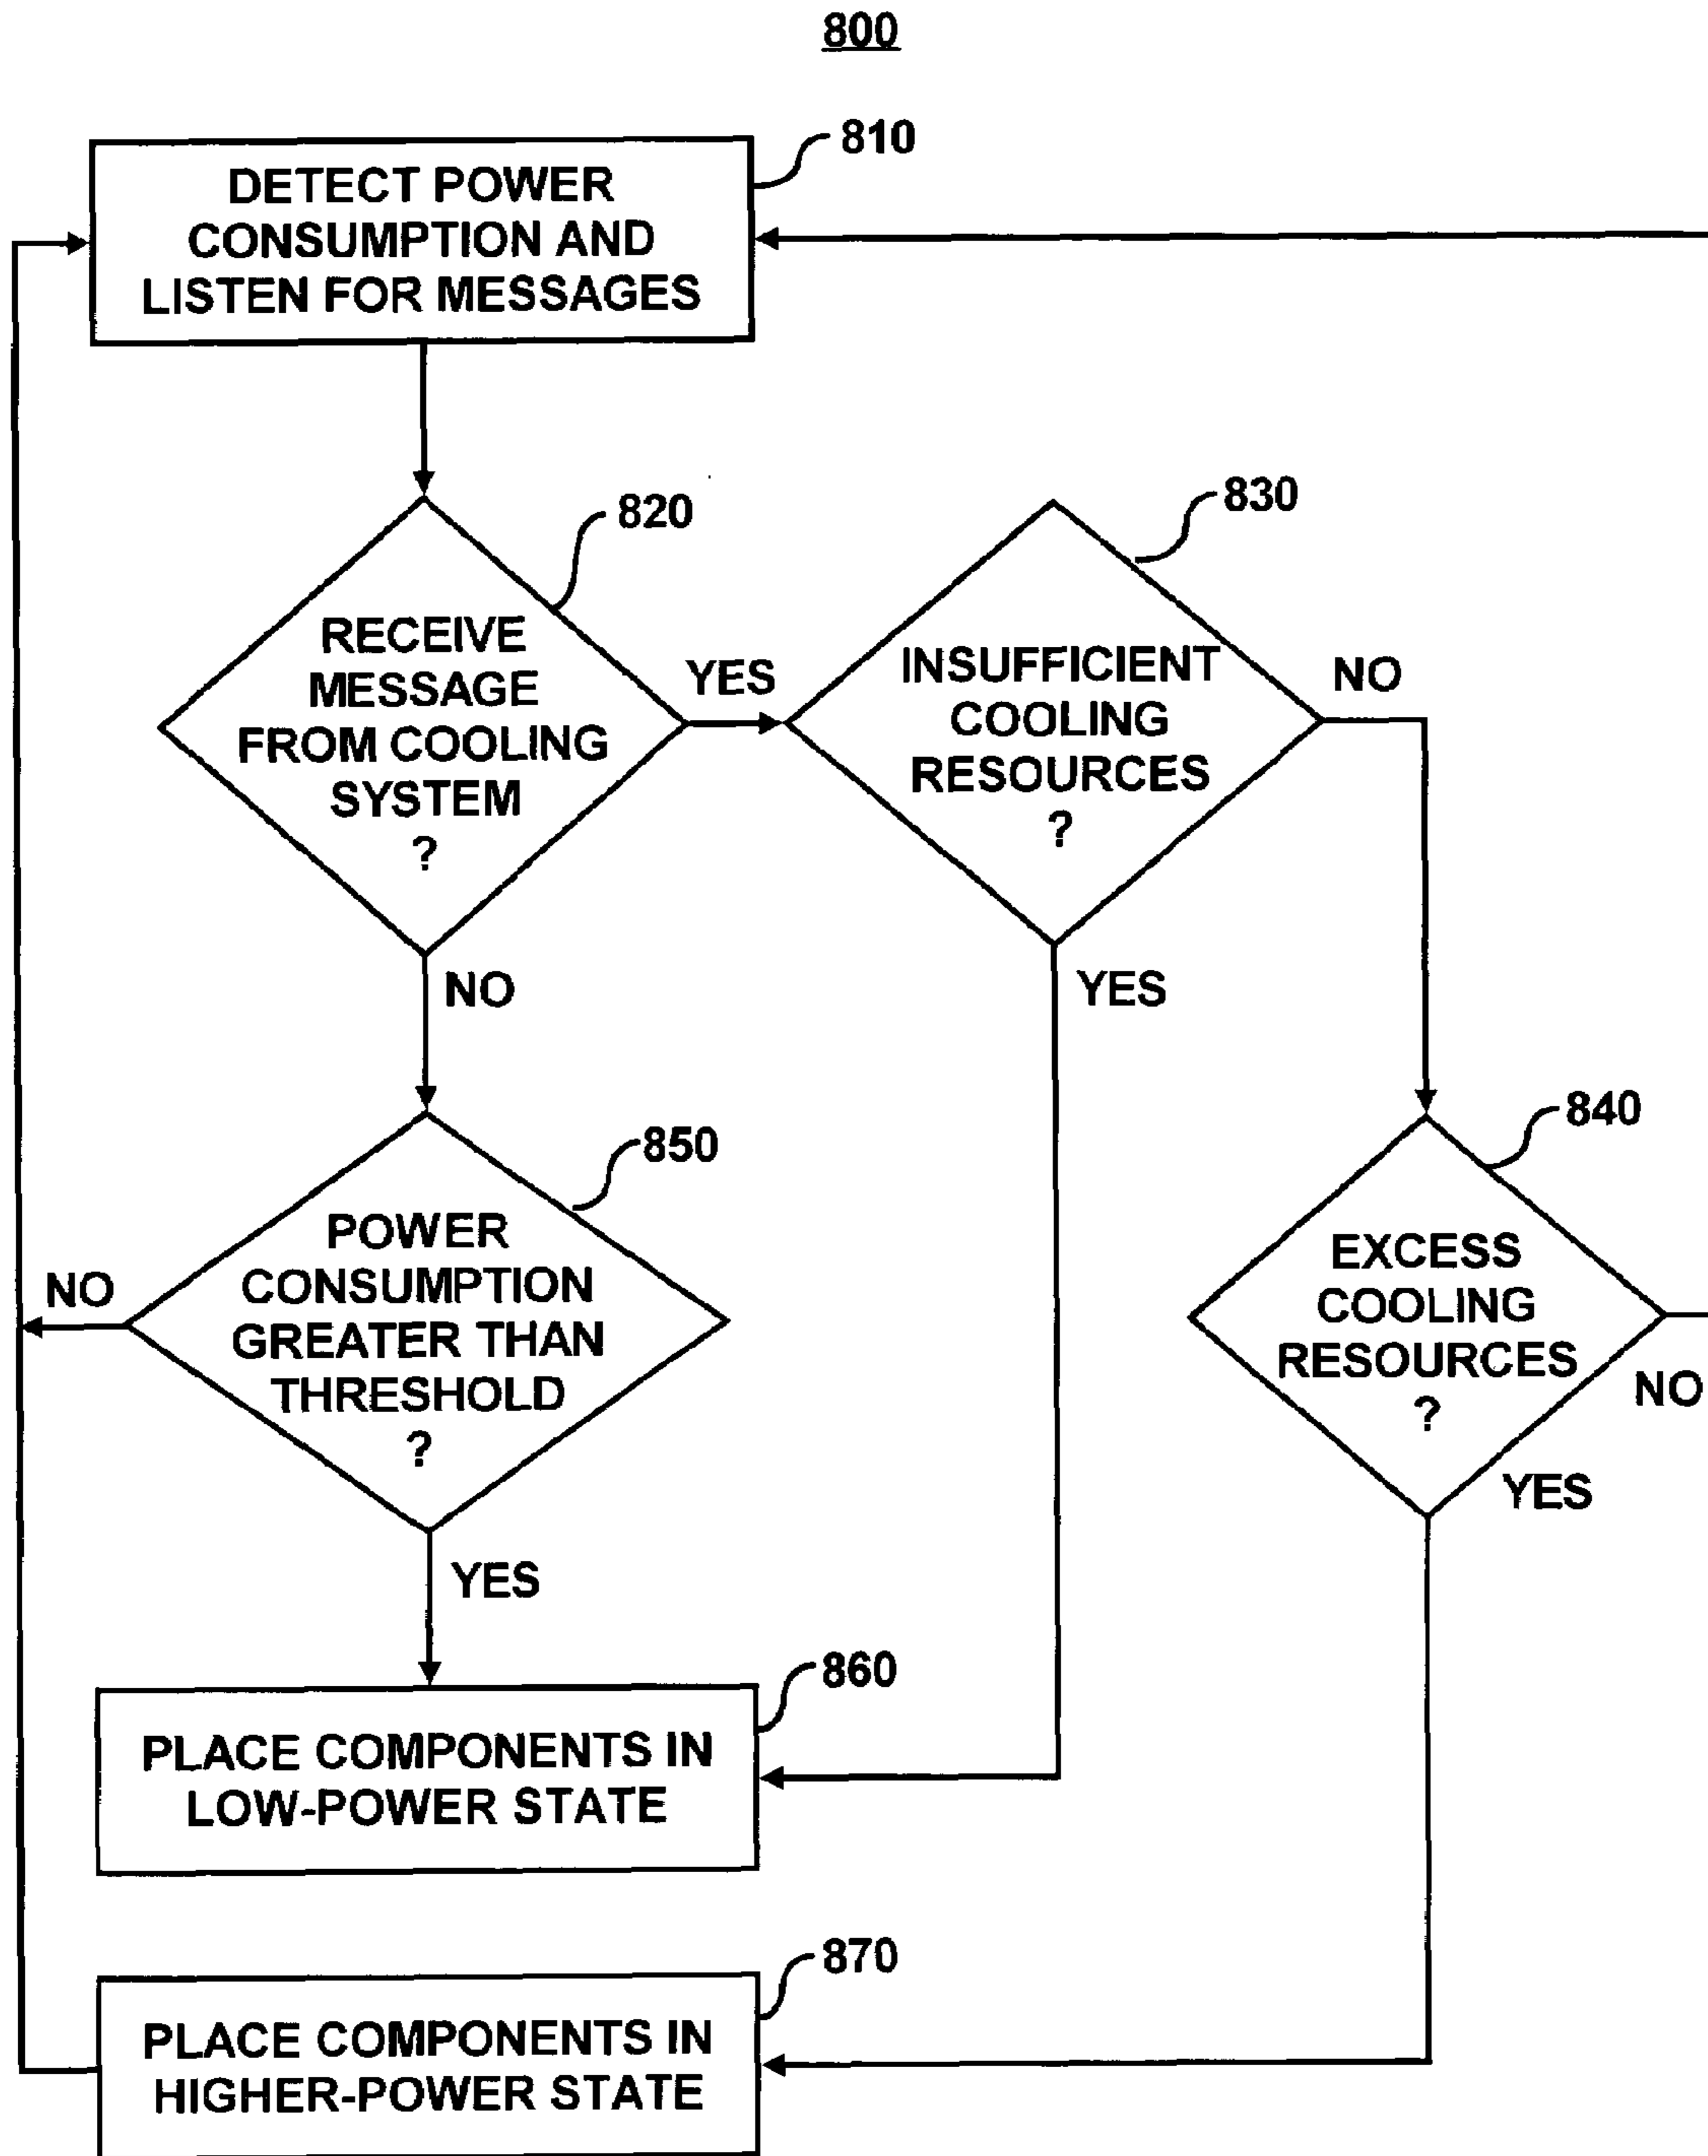 800
810
DETECT POWER
CONSUMPTION AND
LISTEN FOR MESSAGES
820
RECEIVE
MESSAGE
FROM COOLING
SYSTEM
?
YES
NO
830
INSUFFICIENT
COOLING
RESOURCES
?
NO
YES
840
EXCESS
COOLING
RESOURCES
?
NO
YES
850
POWER
CONSUMPTION
GREATER THAN
THRESHOLD
?
NO
YES
860
PLACE COMPONENTS IN
LOW-POWER STATE
870
PLACE COMPONENTS IN
HIGHER-POWER STATE